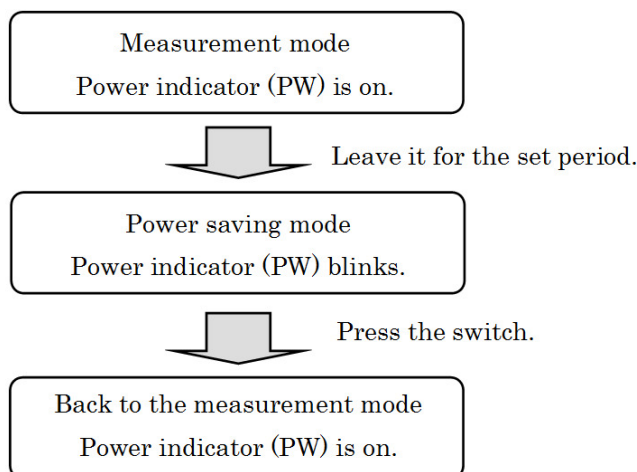 Measurement mode
Power indicator (PW) is on.
Leave it for the set period.
Power saving mode
Power indicator (PW) blinks.
Press the switch.
Back to the measurement mode
Power indicator (PW) is on.